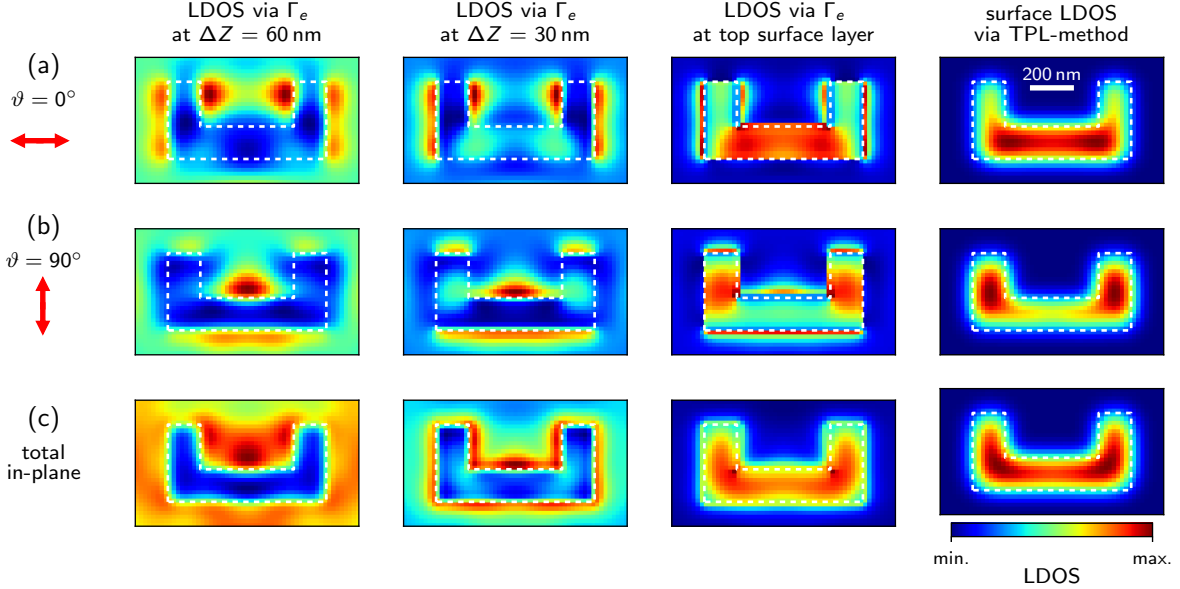 LDOS via Γe
at ΔZ = 60 nm
LDOS via Γe
at ΔZ = 30 nm
LDOS via Γe
at top surface layer
surface LDOS
via TPL-method
(a)
ϑ = 0°
200 nm
(b)
ϑ = 90°
(c)
total
in-plane
min.
max.
LDOS